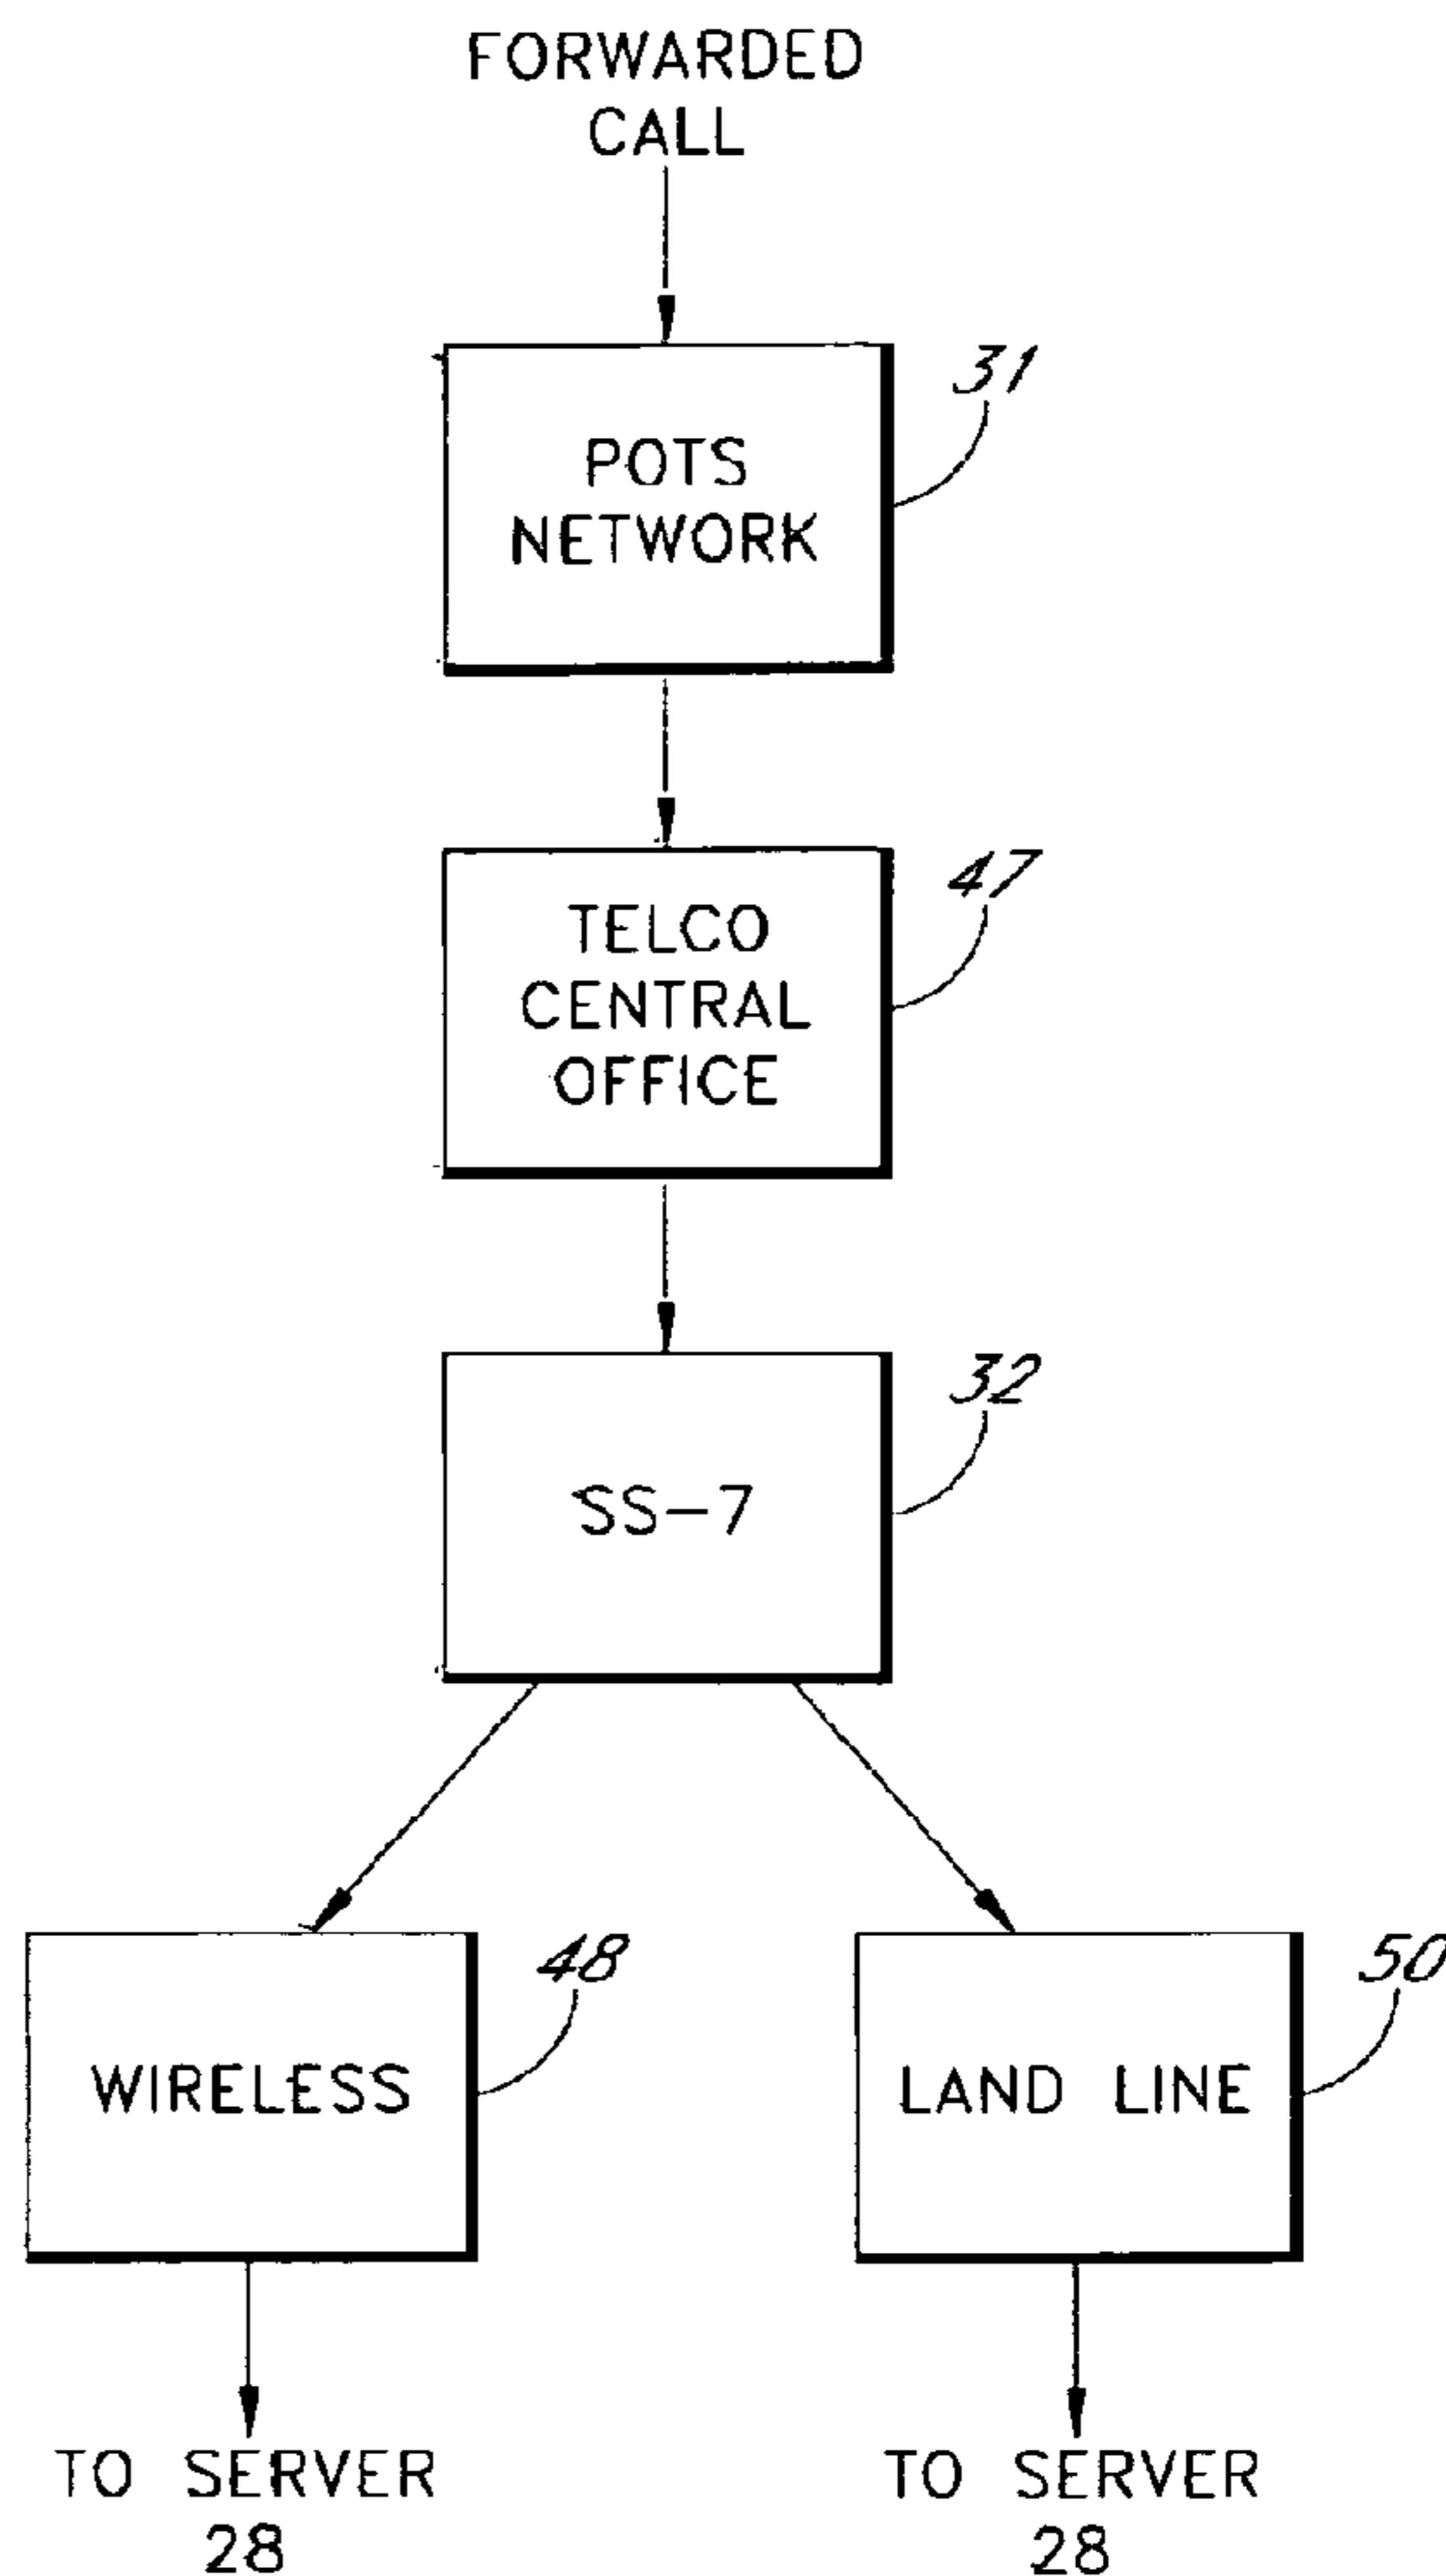 FORWARDED
CALL
31
POTS
NETWORK
47
TELCO
CENTRAL
OFFICE
32
SS-7
48
50
WIRELESS
LAND LINE
TO SERVER
28
TO SERVER
28